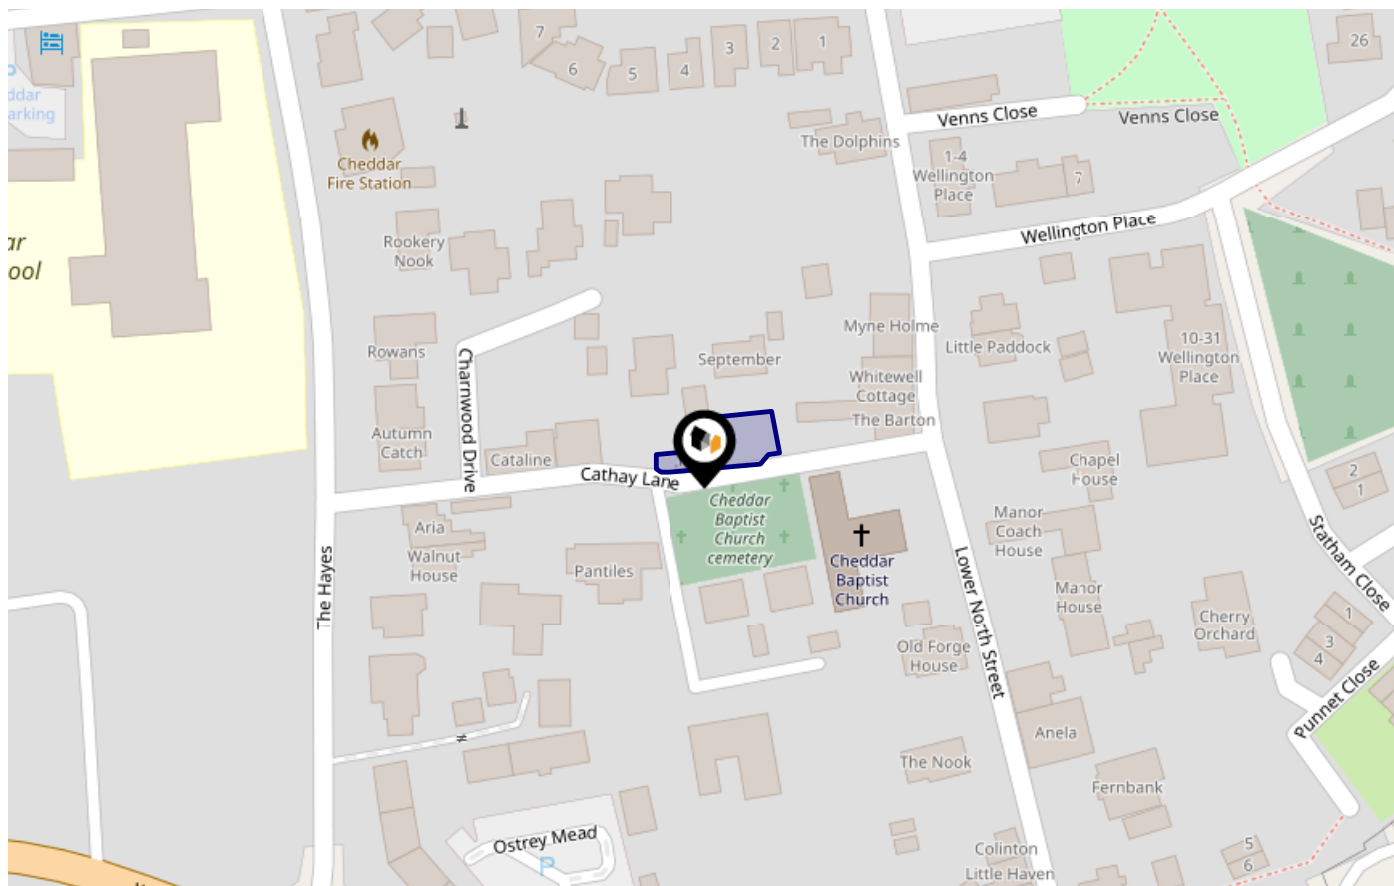 7
6
5
4
3
2
1
26
ddar
arking
Venns Close
Venns Close
The Dolphins
Cheddar
Fire Station
1-4
Wellington
Place
7
ar
ool
Rookery
Nook
Wellington Place
Myne Holme
Little Paddock
10-31
Wellington
Place
Rowans
September
Charnwood Drive
Whitewell
Cottage
The Barton
Autumn
Catch
Cataline
Cathay Lane
Chapel
House
2
1
Cheddar
Baptist
Church
cemetery
Aria
Walnut
House
Pantiles
Cheddar
Baptist
Church
Manor
Coach
House
Statham Close
The Hayes
Lower North Street
Manor
House
Cherry
Orchard
1
3
4
Old Forge
House
Punnet Close
Anela
The Nook
Fernbank
Ostrey Mead
P
Colinton
Little Haven
5
6